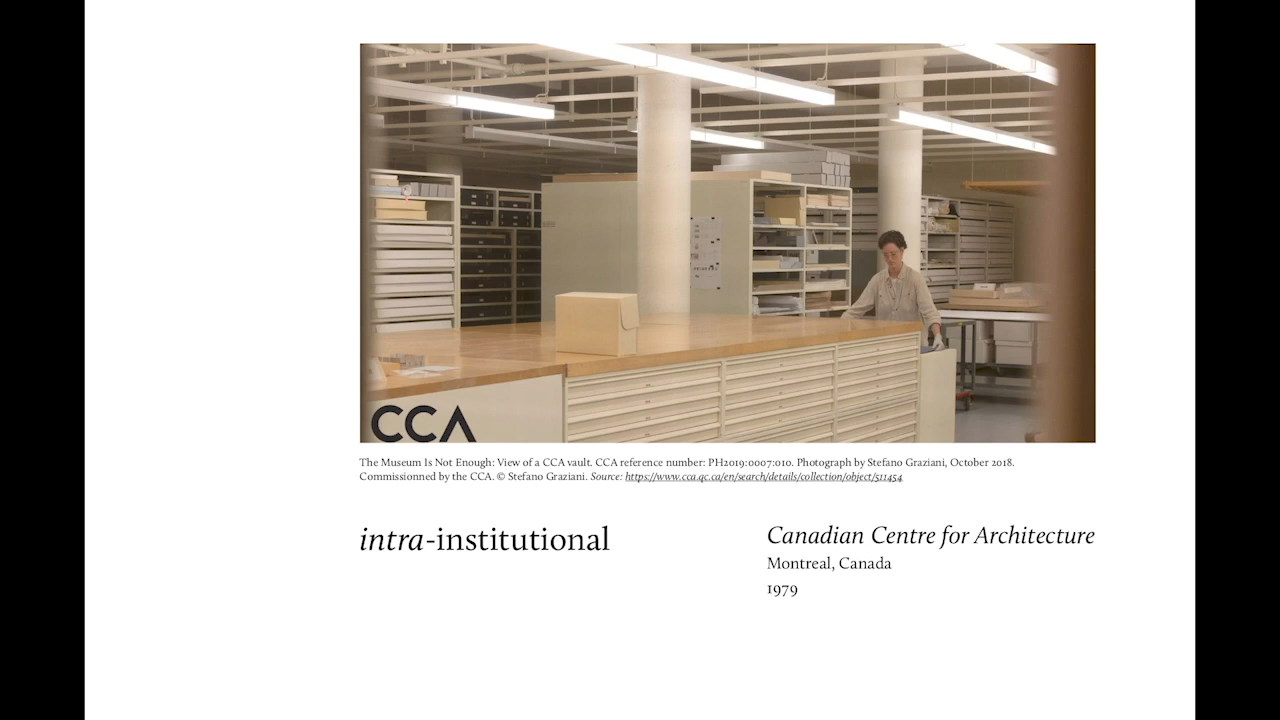 CCA
The Museum Is Not Enough: View of a CCA vault. CCA reference number: PH2019:0007:010. Photograph by Stefano Graziani, October 2018.
Commissionned by the CCA. © Stefano Graziani. Source: https://www.cca.qc.ca/en/search/details/collection/object/511454
intra-institutional
Canadian Centre for Architecture
Montreal, Canada
1979